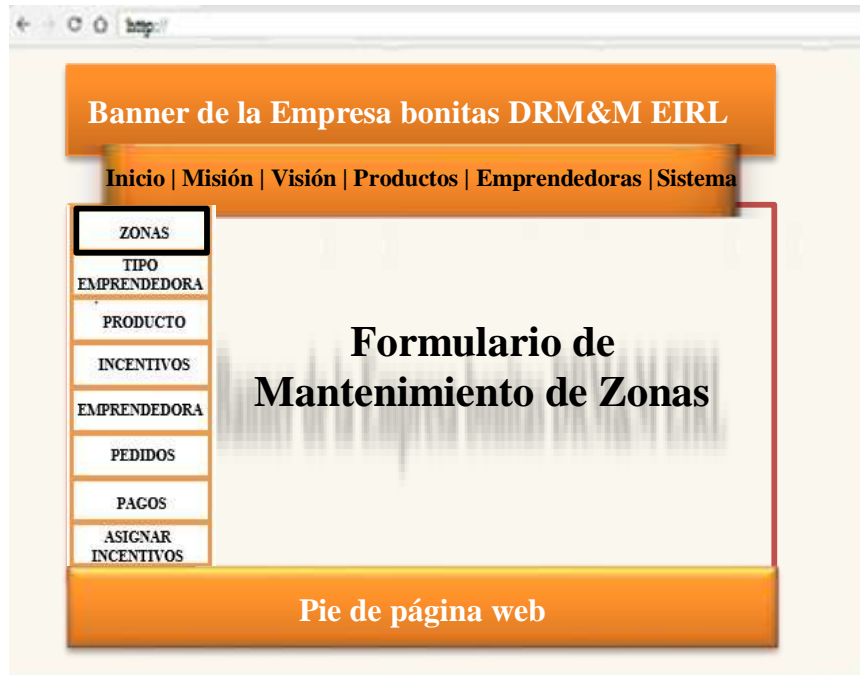 http://
Banner de la Empresa bonitas DRM&M EIRL
Inicio | Misión | Visión | Productos | Emprendedoras | Sistema
ZONAS
TIPO
EMPRENDEDORA
PRODUCTO
INCENTIVOS
EMPRENDEDORA
PEDIDOS
PAGOS
ASIGNAR
INCENTIVOS
Formulario de
Mantenimiento de Zonas
Pie de página web